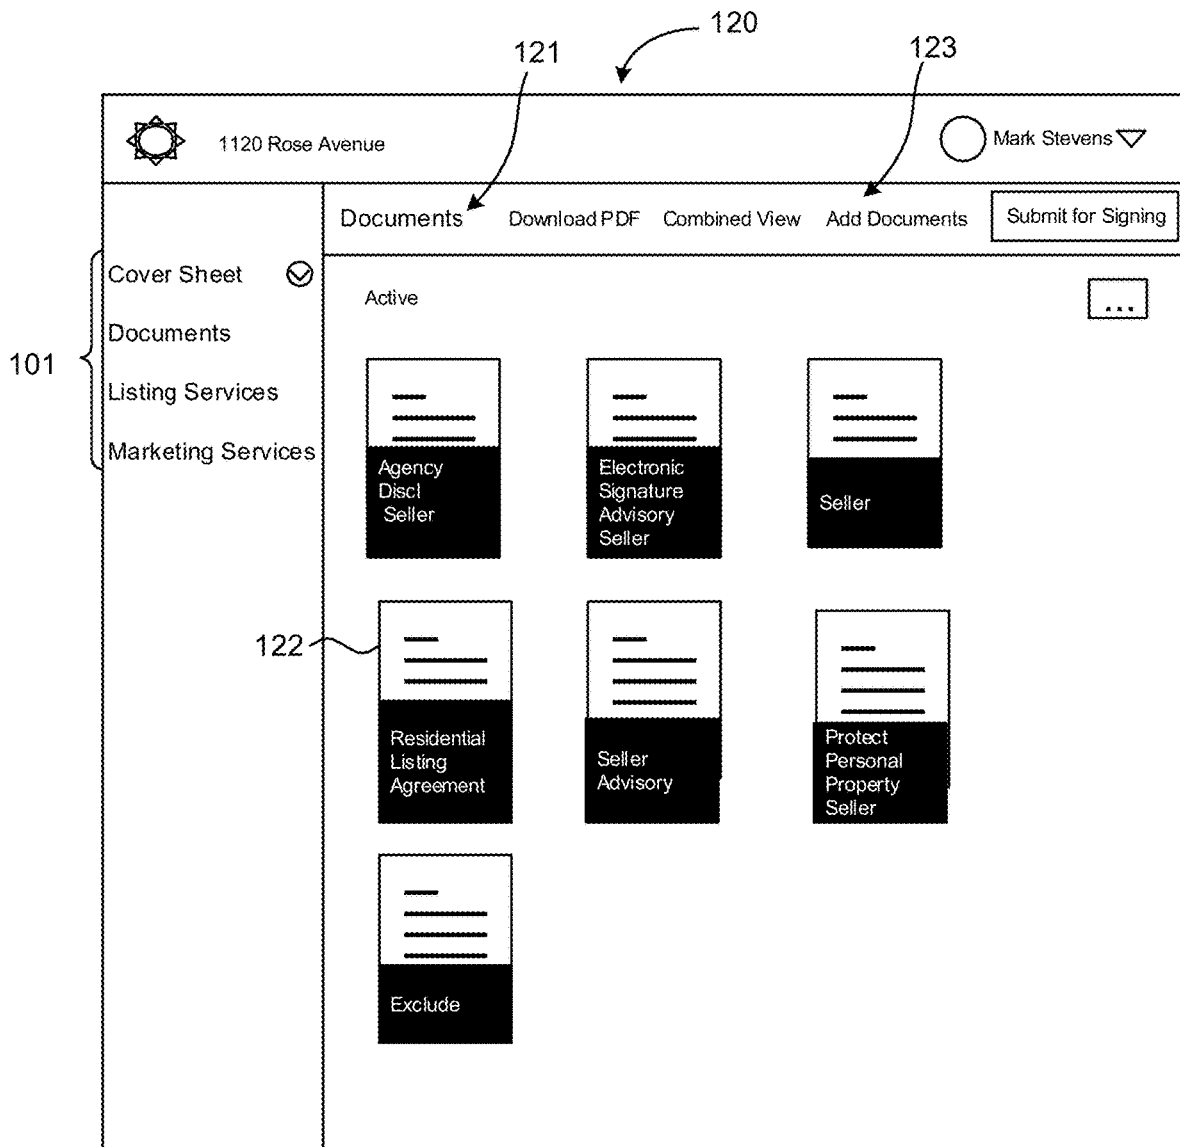 120
121
123
1120 Rose Avenue
Mark Stevens
Documents
Download PDF
Combined View
Add Documents
Submit for Signing
101
Cover Sheet
Documents
Listing Services
Marketing Services
Active
...
Agency
Discl
Seller
Electronic
Signature
Advisory
Seller
Seller
122
Residential
Listing
Agreement
Seller
Advisory
Protect
Personal
Property
Seller
Exclude